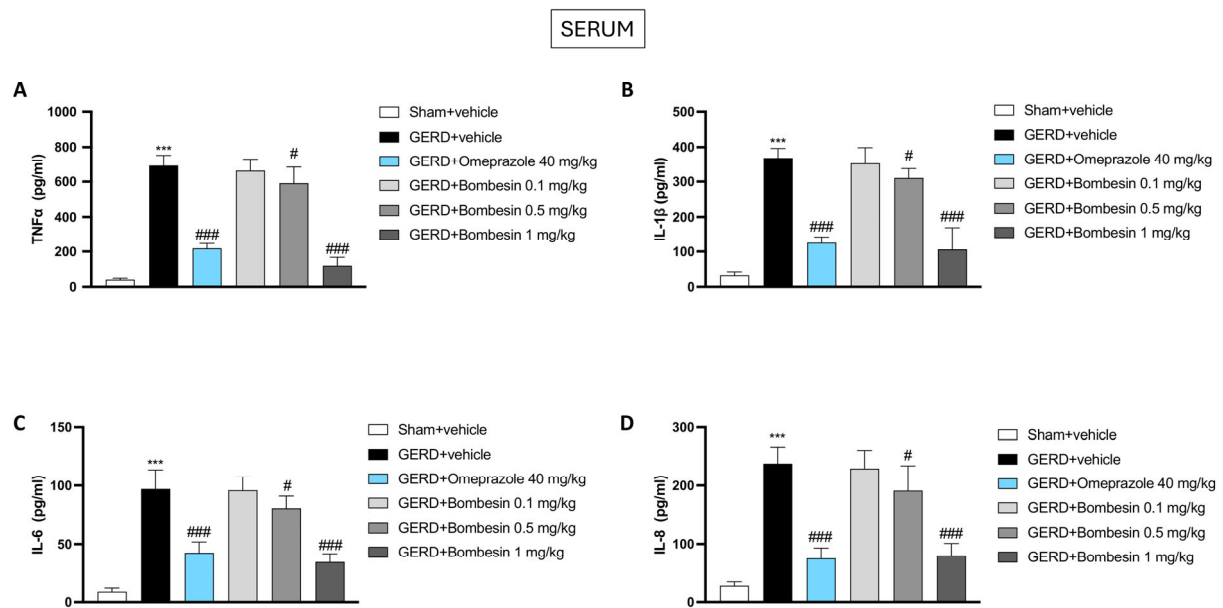 SERUM
A
TNFα (pg/ml)
1000
800
600
400
200
0
***
###
#
###
Sham+vehicle
GERD+vehicle
GERD+Omeprazole 40 mg/kg
GERD+Bombesin 0.1 mg/kg
GERD+Bombesin 0.5 mg/kg
GERD+Bombesin 1 mg/kg
B
IL-1β (pg/ml)
500
400
300
200
100
0
***
###
#
###
Sham+vehicle
GERD+vehicle
GERD+Omeprazole 40 mg/kg
GERD+Bombesin 0.1 mg/kg
GERD+Bombesin 0.5 mg/kg
GERD+Bombesin 1 mg/kg
C
IL-6 (pg/ml)
150
100
50
0
***
###
#
###
Sham+vehicle
GERD+vehicle
GERD+Omeprazole 40 mg/kg
GERD+Bombesin 0.1 mg/kg
GERD+Bombesin 0.5 mg/kg
GERD+Bombesin 1 mg/kg
D
IL-8 (pg/ml)
300
200
100
0
***
###
#
###
Sham+vehicle
GERD+vehicle
GERD+Omeprazole 40 mg/kg
GERD+Bombesin 0.1 mg/kg
GERD+Bombesin 0.5 mg/kg
GERD+Bombesin 1 mg/kg